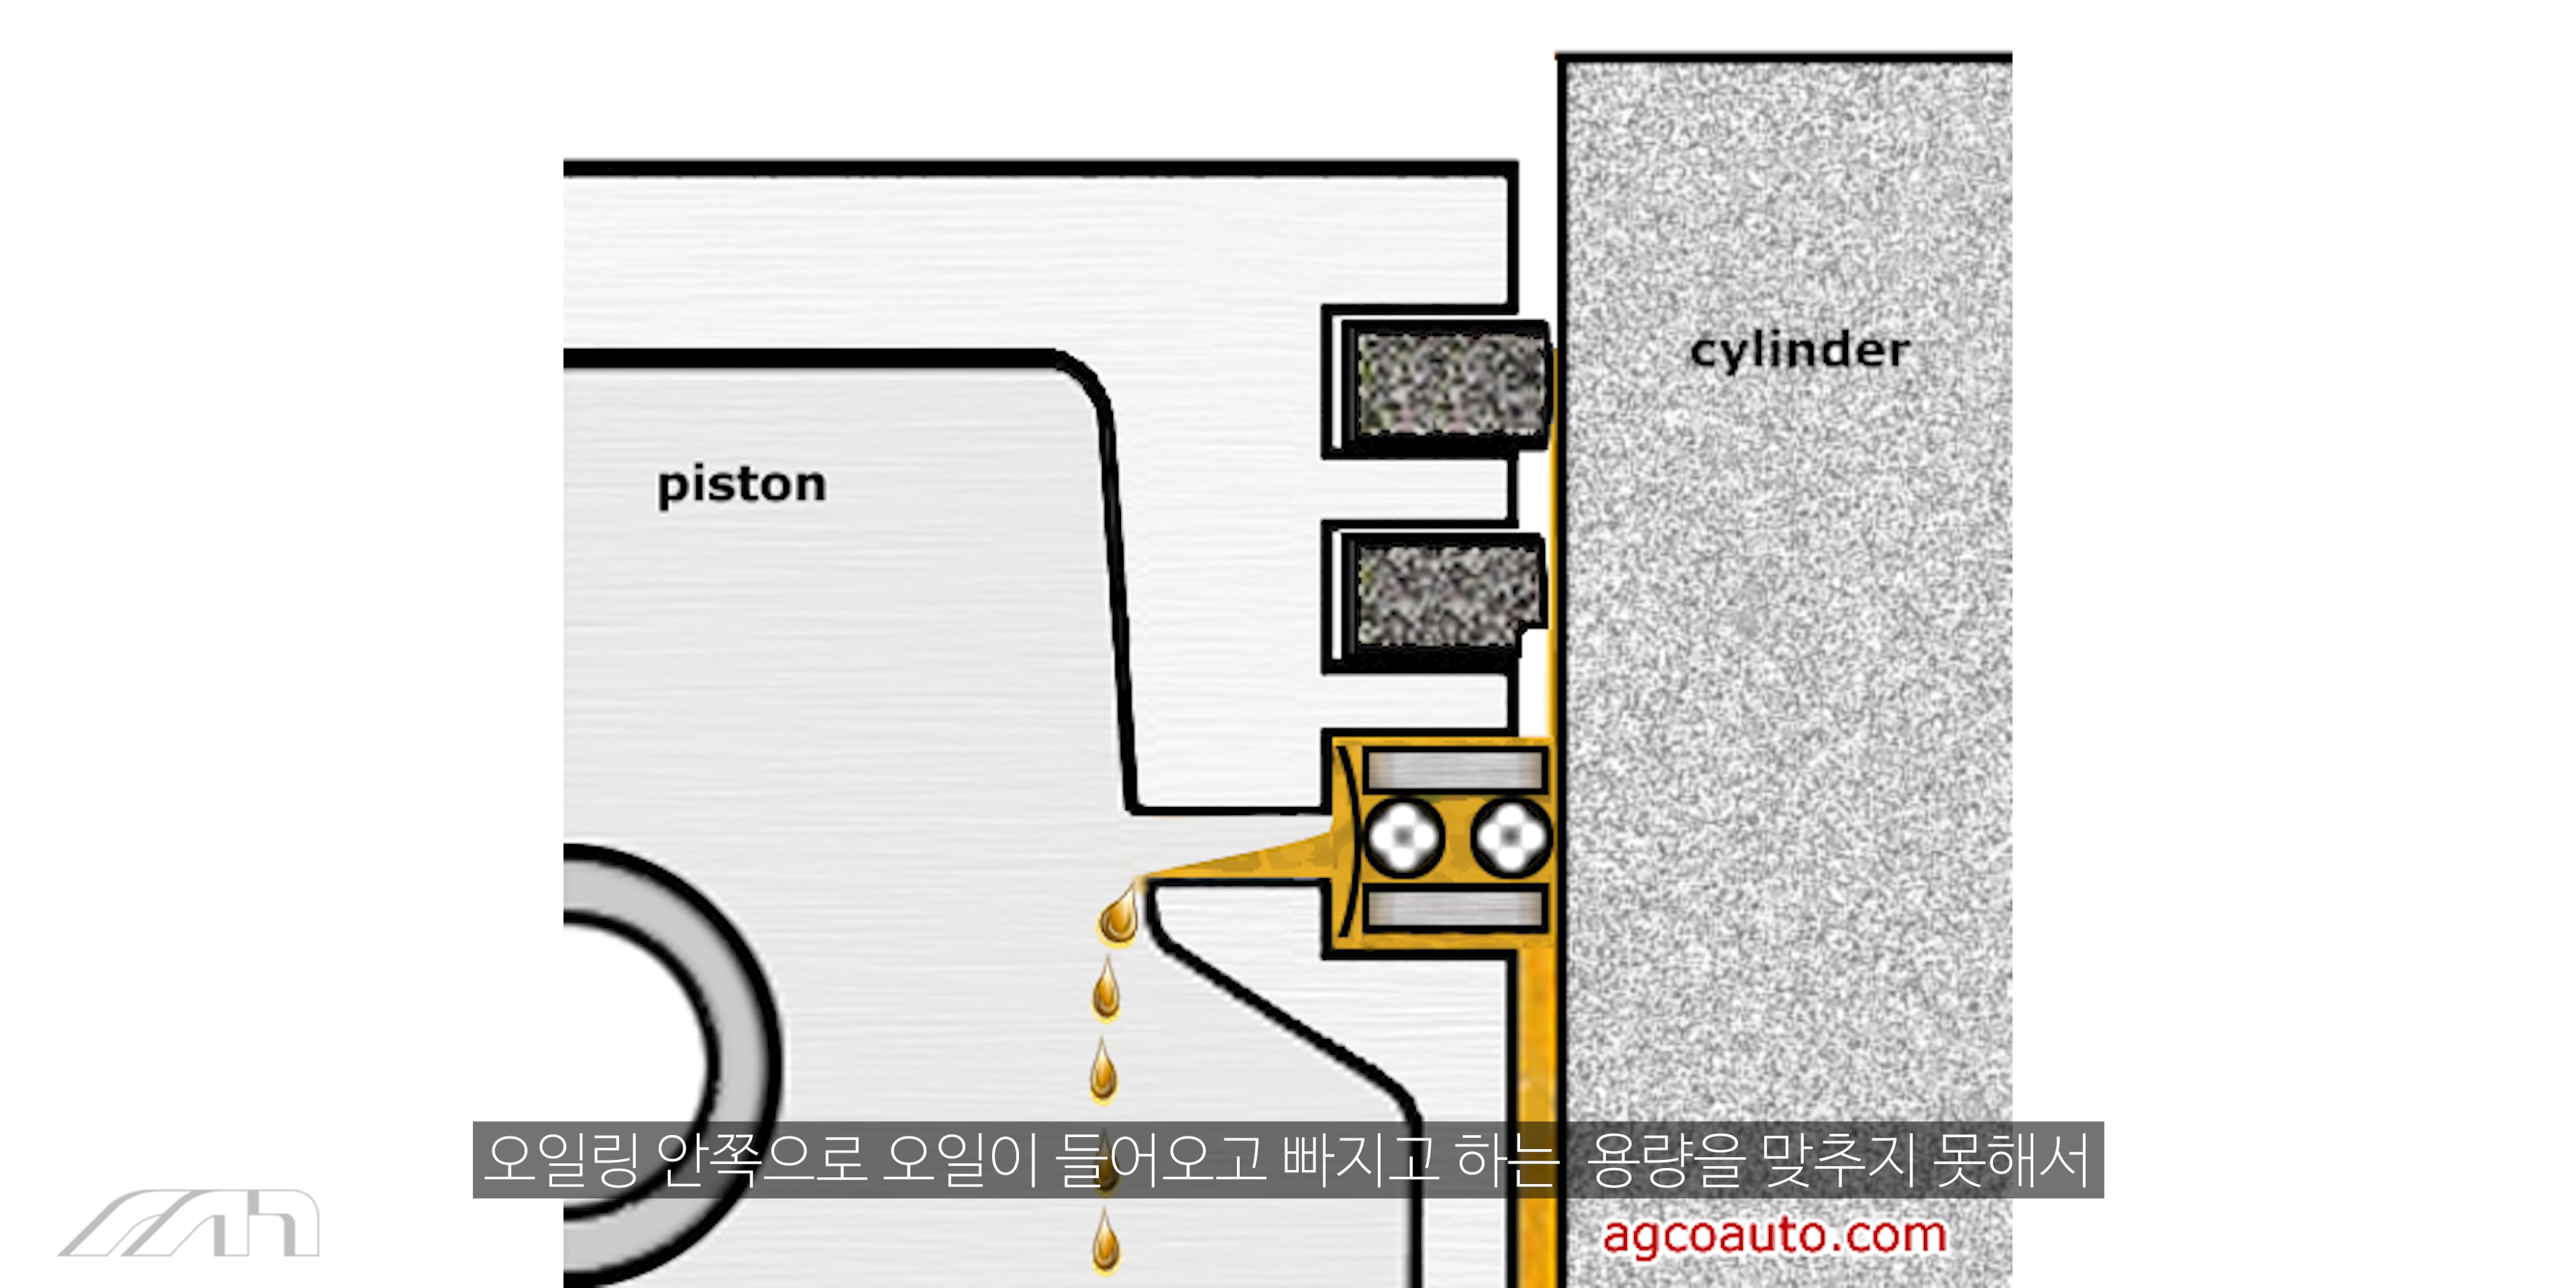 cylinder
piston
오일링 안쪽으로 오일이 들어오고 빠지고 하는 용량을 맞추지 못해서
agcoauto.com